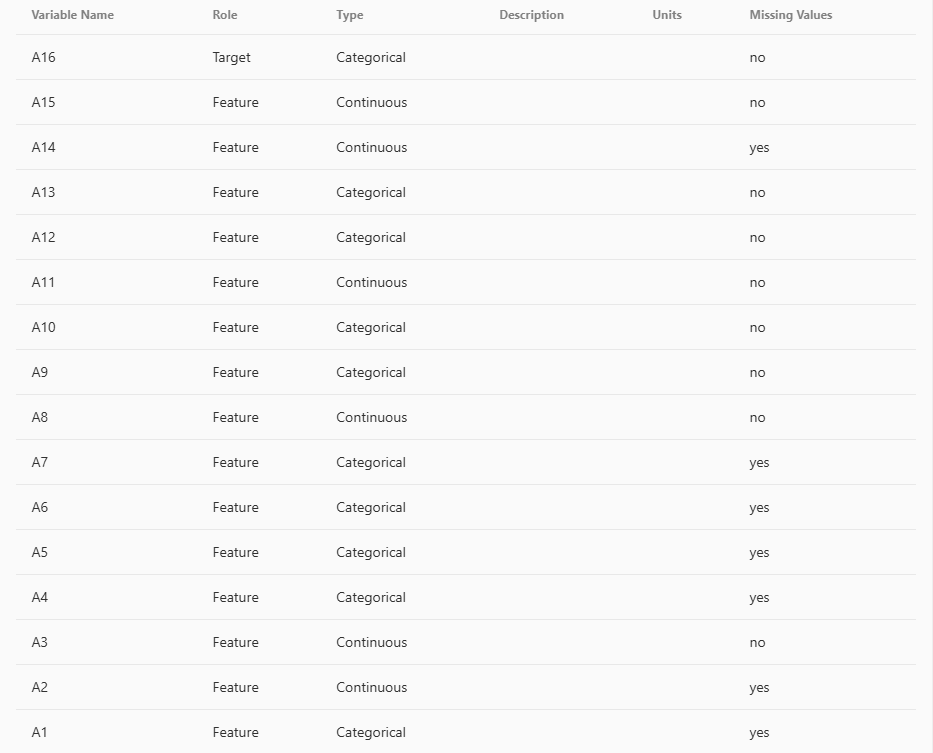 Variable Name Role Type Description Units Missing Values
A16 Target Categorical no
A15 Feature Continuous no
A14 Feature Continuous yes
A13 Feature Categorical no
A12 Feature Categorical no
A11 Feature Continuous no
A10 Feature Categorical no
A9 Feature Categorical no
A8 Feature Continuous no
A7 Feature Categorical yes
A6 Feature Categorical yes
A5 Feature Categorical yes
A4 Feature Categorical yes
A3 Feature Continuous no
A2 Feature Continuous yes
A1 Feature Categorical yes